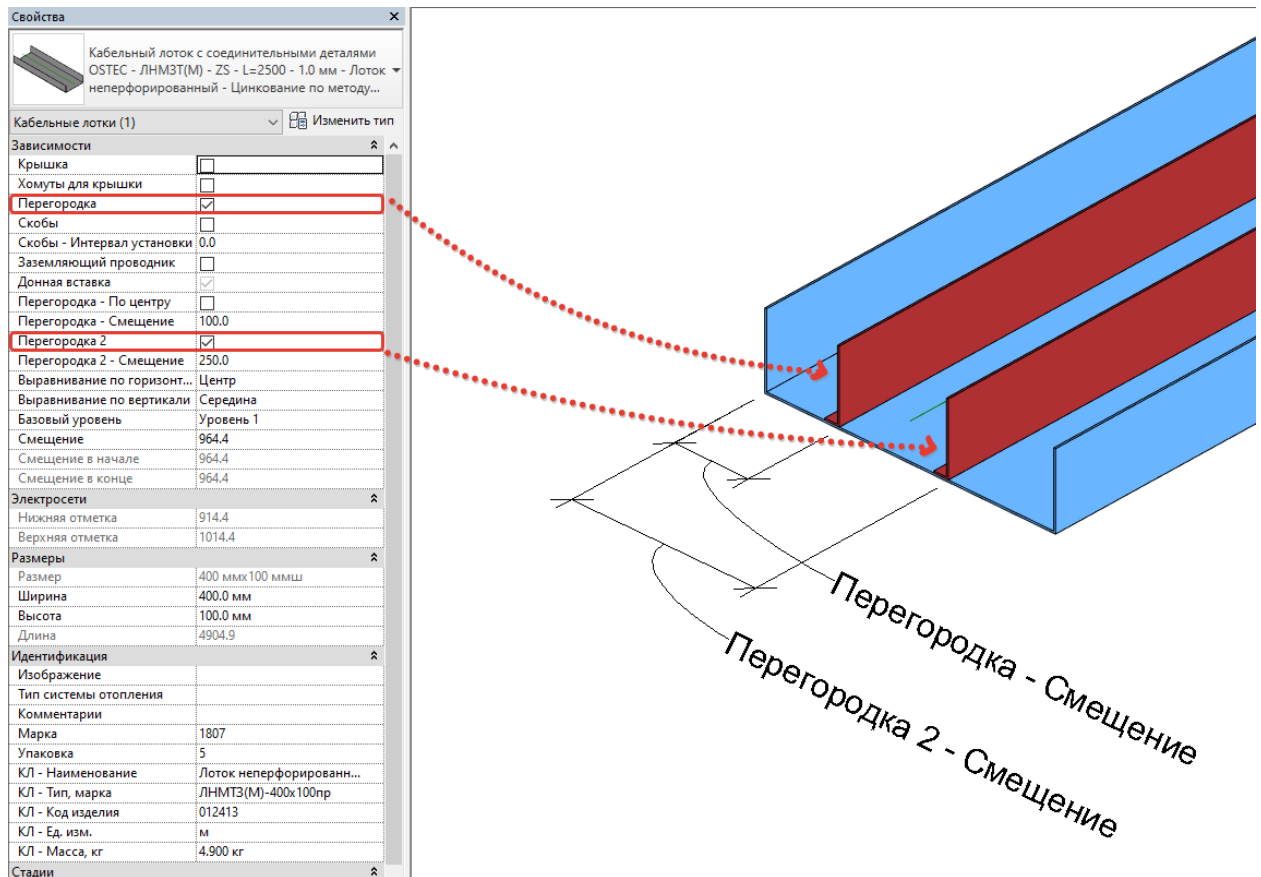 Свойства
Кабельный лоток с соединительными деталями
OSTEC - ЛНМЗТ(М) - ZS - L=2500 - 1.0 мм - Лоток
неперфорированный - Цинкование по методу...
Кабельные лотки (1) Изменить тип
Зависимости
Крышка
Хомуты для крышки
Перегородка
Скобы
Скобы - Интервал установки 0.0
Заземляющий проводник
Донная вставка
Перегородка - По центру
Перегородка - Смещение 100.0
Перегородка 2
Перегородка 2 - Смещение 250.0
Выравнивание по горизонт... Центр
Выравнивание по вертикали Середина
Базовый уровень Уровень 1
Смещение 964.4
Смещение в начале 964.4
Смещение в конце 964.4
Электросети
Нижняя отметка 914.4
Верхняя отметка 1014.4
Размеры
Размер 400 ммx100 ммш
Ширина 400.0 мм
Высота 100.0 мм
Длина 4904.9
Идентификация
Изображение
Тип системы отопления
Комментарии
Марка 1807
Упаковка 5
КЛ - Наименование Лоток неперфорированн...
КЛ - Тип, марка ЛНМТЗ(М)-400х100пр
КЛ - Код изделия 012413
КЛ - Ед. изм. м
КЛ - Масса, кг 4.900 кг
Стадии
Перегородка - Смещение
Перегородка 2 - Смещение